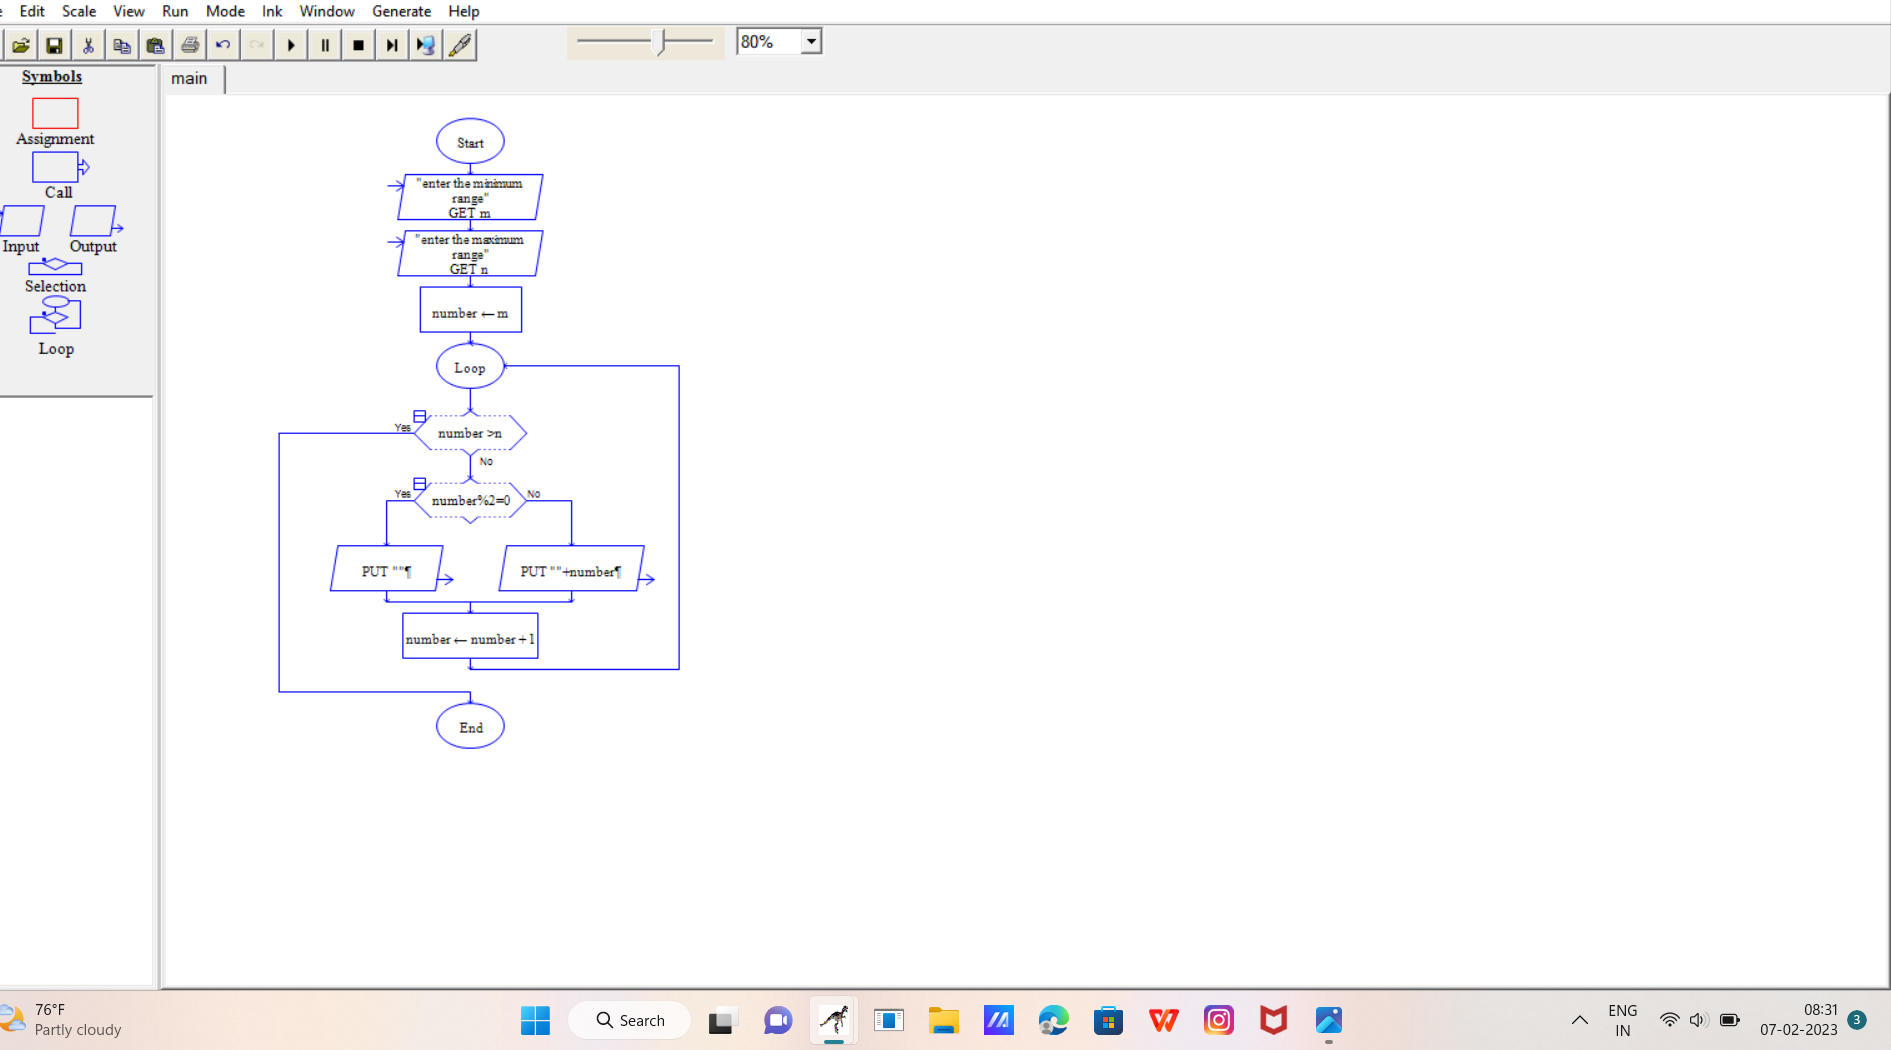 Edit Scale View Run Mode Ink Window Generate Help
80%
Symbols
main
Assignment
Call
Input Output
Selection
Loop
Start
"enter the minimum
range"
GET m
"enter the maximum
range"
GET n
number ← m
Loop
Yes
number >n
No
Yes
number%2=0
No
PUT ""¶
PUT ""+number¶
number ← number + 1
End
76°F
Partly cloudy
Search
ENG
IN
08:31
07-02-2023
3